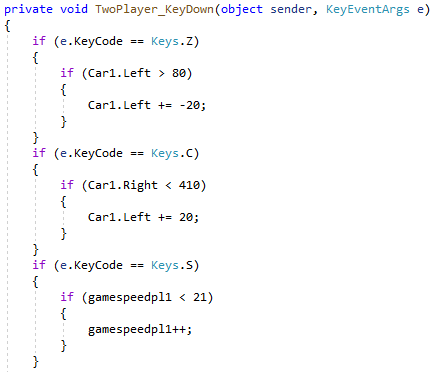 private void TwoPlayer_KeyDown(object sender, KeyEventArgs e)
{
    if (e.KeyCode == Keys.Z)
    {
        if (Car1.Left > 80)
        {
            Car1.Left += -20;
        }
    }
    if (e.KeyCode == Keys.C)
    {
        if (Car1.Right < 410)
        {
            Car1.Left += 20;
        }
    }
    if (e.KeyCode == Keys.S)
    {
        if (gamespeedpl1 < 21)
        {
            gamespeedpl1++;
        }
    }